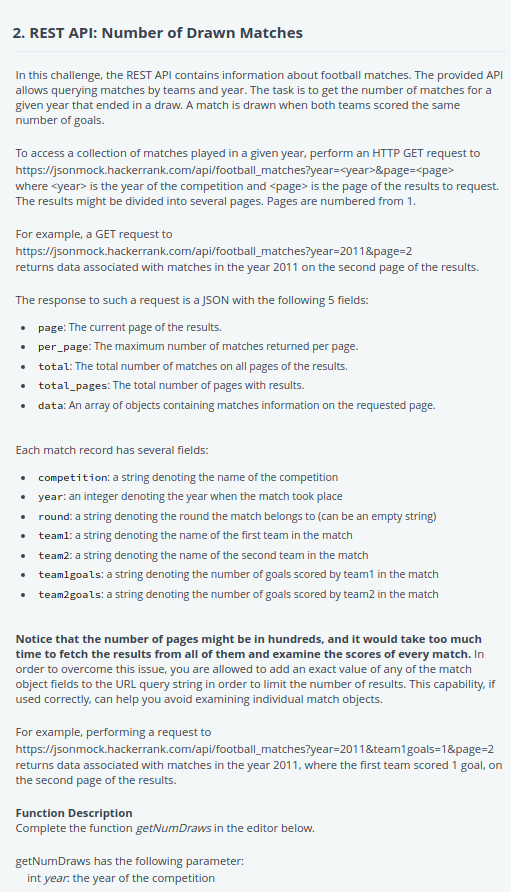 2. REST API: Number of Drawn Matches
In this challenge, the REST API contains information about football matches. The provided API
allows querying matches by teams and year. The task is to get the number of matches for a
given year that ended in a draw. A match is drawn when both teams scored the same
number of goals.
To access a collection of matches played in a given year, perform an HTTP GET request to
https://jsonmock.hackerrank.com/api/football_matches?year=<year>&page=<page>
where <year> is the year of the competition and <page> is the page of the results to request.
The results might be divided into several pages. Pages are numbered from 1.
For example, a GET request to
https://jsonmock.hackerrank.com/api/football_matches?year=2011&page=2
returns data associated with matches in the year 2011 on the second page of the results.
The response to such a request is a JSON with the following 5 fields:
• page: The current page of the results.
• per_page: The maximum number of matches returned per page.
• total: The total number of matches on all pages of the results.
• total_pages: The total number of pages with results.
• data: An array of objects containing matches information on the requested page.
Each match record has several fields:
• competition: a string denoting the name of the competition
• year: an integer denoting the year when the match took place
• round: a string denoting the round the match belongs to (can be an empty string)
• team1: a string denoting the name of the first team in the match
• team2: a string denoting the name of the second team in the match
• team1goals: a string denoting the number of goals scored by team1 in the match
• team2goals: a string denoting the number of goals scored by team2 in the match
Notice that the number of pages might be in hundreds, and it would take too much
time to fetch the results from all of them and examine the scores of every match. In
order to overcome this issue, you are allowed to add an exact value of any of the match
object fields to the URL query string in order to limit the number of results. This capability, if
used correctly, can help you avoid examining individual match objects.
For example, performing a request to
https://jsonmock.hackerrank.com/api/football_matches?year=2011&team1goals=1&page=2
returns data associated with matches in the year 2011, where the first team scored 1 goal, on
the second page of the results.
Function Description
Complete the function getNumDraws in the editor below.
getNumDraws has the following parameter:
int year: the year of the competition